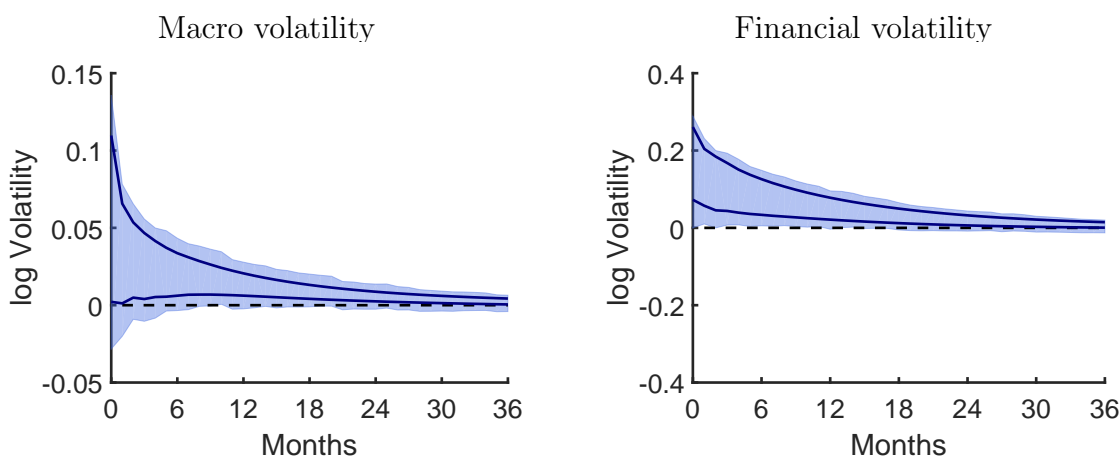 Macro volatility
0.15
0.1
0.05
0
-0.05
log Volatility
0 6 12 18 24 30 36
Months
Financial volatility
0.4
0.2
0
-0.2
-0.4
log Volatility
0 6 12 18 24 30 36
Months